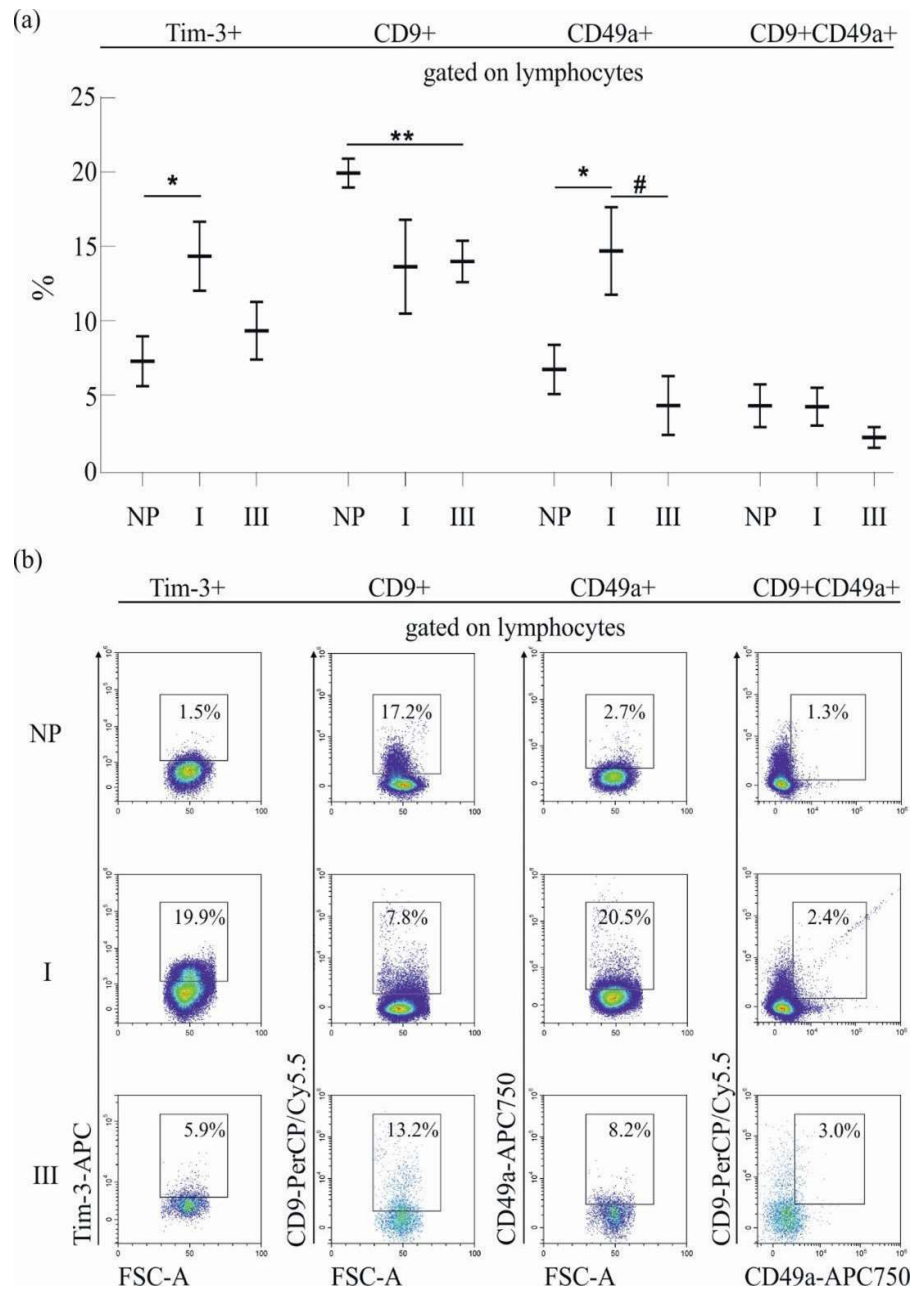 (a)
Tim-3+ CD9+ CD49a+ CD9+CD49a+
gated on lymphocytes
25
20
15
10
5
0
%
* ** * #
NP I III NP I III NP I III NP I III
(b)
Tim-3+ CD9+ CD49a+ CD9+CD49a+
gated on lymphocytes
NP
1.5% 17.2% 2.7% 1.3%
I
19.9% 7.8% 20.5% 2.4%
III
5.9% 13.2% 8.2% 3.0%
Tim-3-APC CD9-PerCP/Cy5.5 CD49a-APC750 CD9-PerCP/Cy5.5
FSC-A FSC-A FSC-A CD49a-APC750